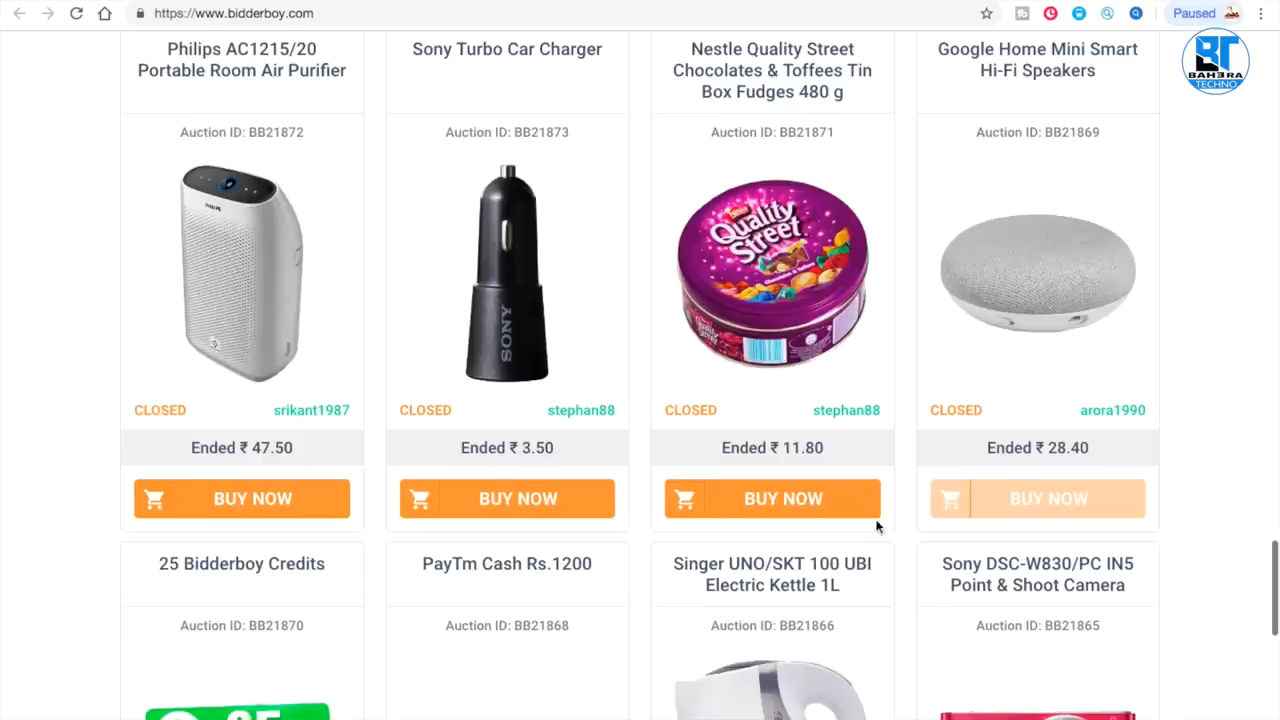 https://www.bidderboy.com
Paused
BT
BAHERA
TECHNO
Philips AC1215/20
Portable Room Air Purifier
Sony Turbo Car Charger
Nestle Quality Street
Chocolates & Toffees Tin
Box Fudges 480 g
Google Home Mini Smart
Hi-Fi Speakers
Auction ID: BB21872
Auction ID: BB21873
Auction ID: BB21871
Auction ID: BB21869
PHILIPS
SONY
Nestle
Quality
Street
CLOSED
srikant1987
CLOSED
stephan88
CLOSED
stephan88
CLOSED
arora1990
Ended ₹ 47.50
Ended ₹ 3.50
Ended ₹ 11.80
Ended ₹ 28.40
BUY NOW
BUY NOW
BUY NOW
BUY NOW
25 Bidderboy Credits
PayTm Cash Rs.1200
Singer UNO/SKT 100 UBI
Electric Kettle 1L
Sony DSC-W830/PC IN5
Point & Shoot Camera
Auction ID: BB21870
Auction ID: BB21868
Auction ID: BB21866
Auction ID: BB21865
25